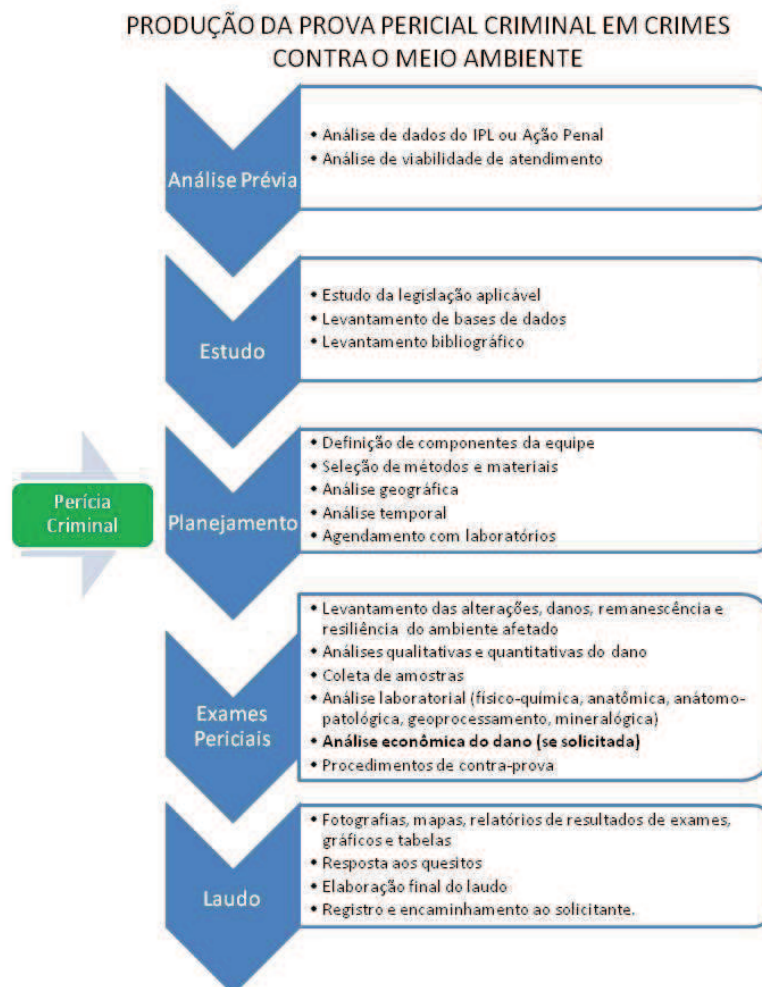 PRODUÇÃO DA PROVA PERICIAL CRIMINAL EM CRIMES
CONTRA O MEIO AMBIENTE
Análise Prévia
• Análise de dados do IPL ou Ação Penal
• Análise de viabilidade de atendimento
Estudo
• Estudo da legislação aplicável
• Levantamento de bases de dados
• Levantamento bibliográfico
Perícia
Criminal
Planejamento
• Definição de componentes da equipe
• Seleção de métodos e materiais
• Análise geográfica
• Análise temporal
• Agendamento com laboratórios
Exames
Periciais
• Levantamento das alterações, danos, remanescência e
resiliência do ambiente afetado
• Análises qualitativas e quantitativas do dano
• Coleta de amostras
• Análise laboratorial (físico-química, anatômica, anátomo-
patológica, geoprocessamento, mineralógica)
• Análise econômica do dano (se solicitada)
• Procedimentos de contra-prova
Laudo
• Fotografias, mapas, relatórios de resultados de exames,
gráficos e tabelas
• Resposta aos quesitos
• Elaboração final do laudo
• Registro e encaminhamento ao solicitante.